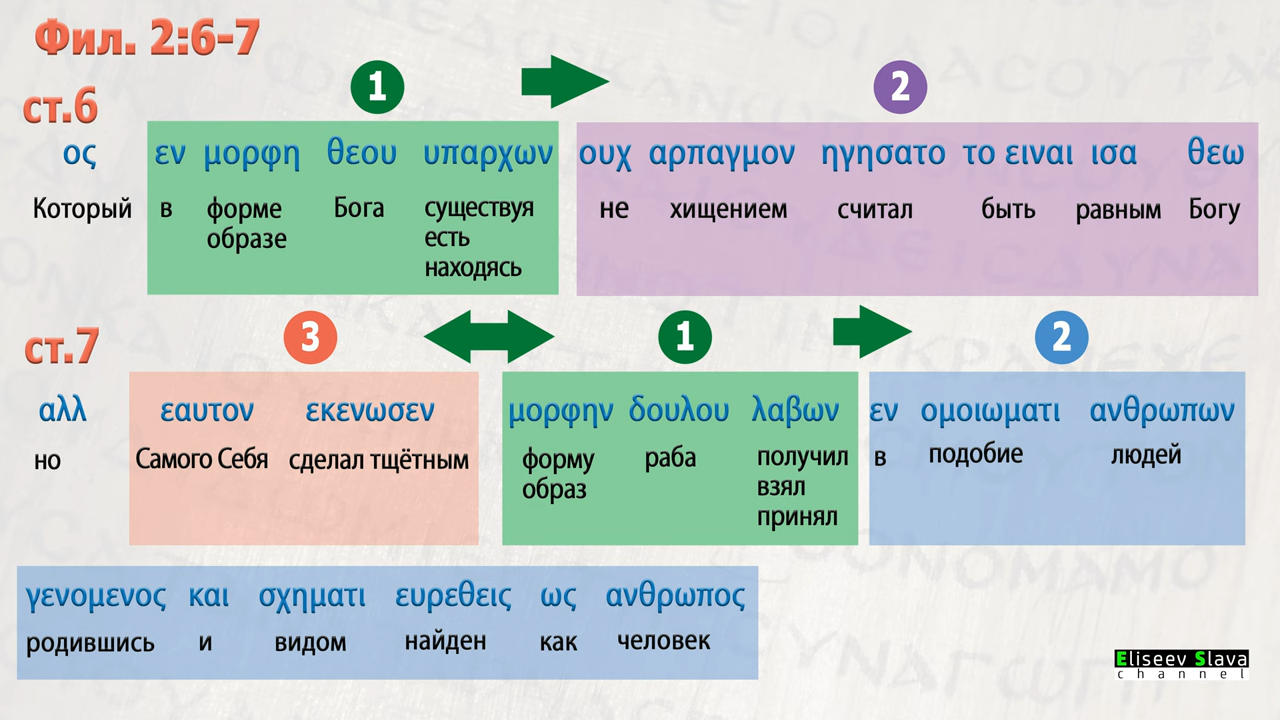 Фил. 2:6-7
1
2
ст.6
ος εν μορφη θεου υπαρχων ουχ αρπαγμον ηγησατο το ειναι ισα θεω
Который в форме Бога существуя не хищением считал быть равным Богу
образе есть
находясь
3
1
2
ст.7
αλλ εαυτον εκενωσεν μορφην δουλου λαβων εν ομοιωματι ανθρωπων
но Самого Себя сделал тщётным форму раба получил в подобие людей
образ взял
принял
γενομενος και σχηματι ευρεθεις ως ανθρωπος
родившись и видом найден как человек
Eliseev Slava
channel